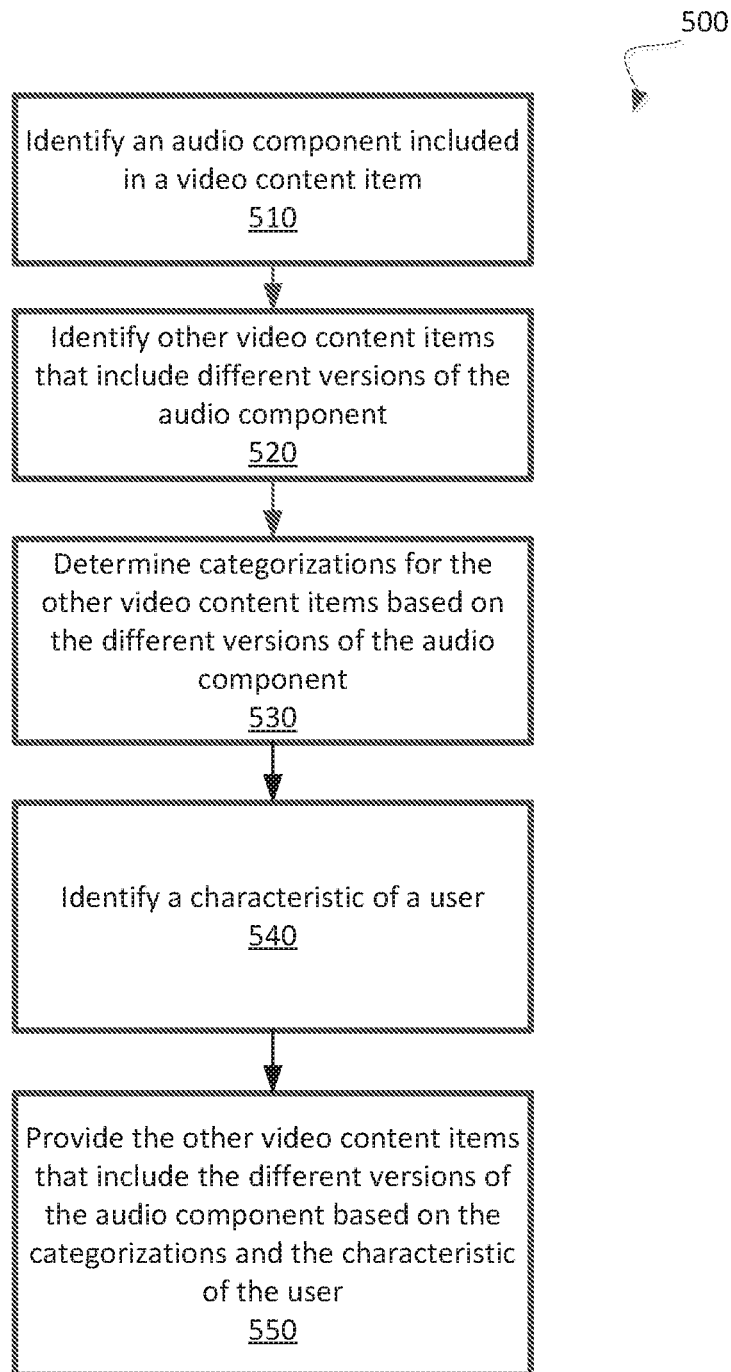 500
Identify an audio component included
in a video content item
510
Identify other video content items
that include different versions of the
audio component
520
Determine categorizations for the
other video content items based on
the different versions of the audio
component
530
Identify a characteristic of a user
540
Provide the other video content items
that include the different versions of
the audio component based on the
categorizations and the characteristic
of the user
550